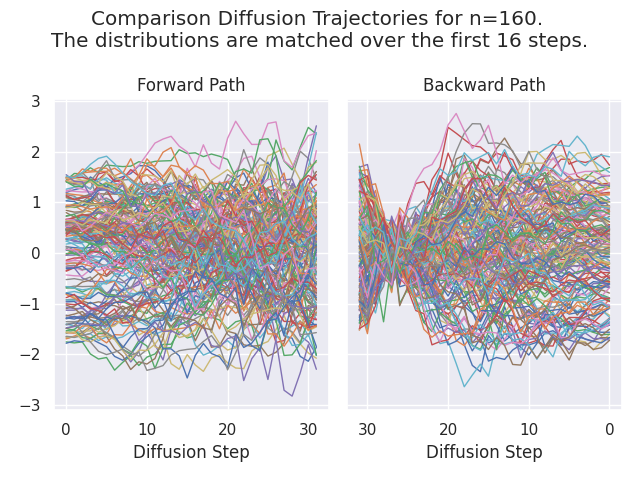 Comparison Diffusion Trajectories for n=160.
The distributions are matched over the first 16 steps.
Forward Path
Backward Path
3
2
1
0
−1
−2
−3
0 10 20 30
30 20 10 0
Diffusion Step
Diffusion Step